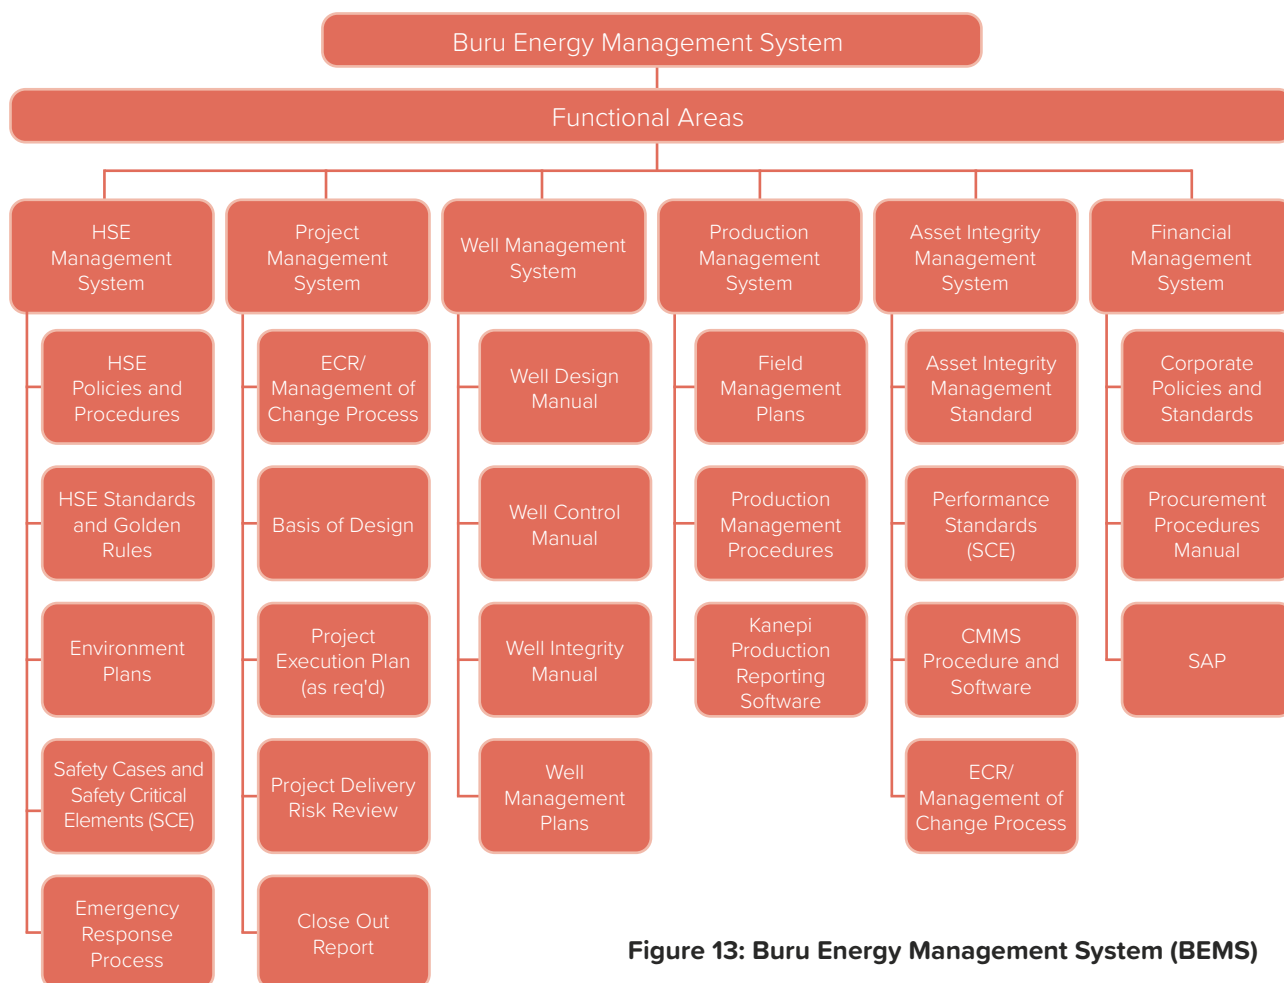 Buru Energy Management System
Functional Areas
HSE
Management
System
Project
Management
System
Well Management
System
Production
Management
System
Asset Integrity
Management
System
Financial
Management
System
HSE
Policies and
Procedures
ECR/
Management of
Change Process
Well Design
Manual
Field
Management
Plans
Asset Integrity
Management
Standard
Corporate
Policies and
Standards
HSE Standards
and Golden
Rules
Basis of Design
Well Control
Manual
Production
Management
Procedures
Performance
Standards
(SCE)
Procurement
Procedures
Manual
Environment
Plans
Project
Execution Plan
(as req'd)
Well Integrity
Manual
Kanepi
Production
Reporting
Software
CMMS
Procedure and
Software
SAP
Safety Cases and
Safety Critical
Elements (SCE)
Project Delivery
Risk Review
Well
Management
Plans
ECR/
Management of
Change Process
Emergency
Response
Process
Close Out
Report
Figure 13: Buru Energy Management System (BEMS)